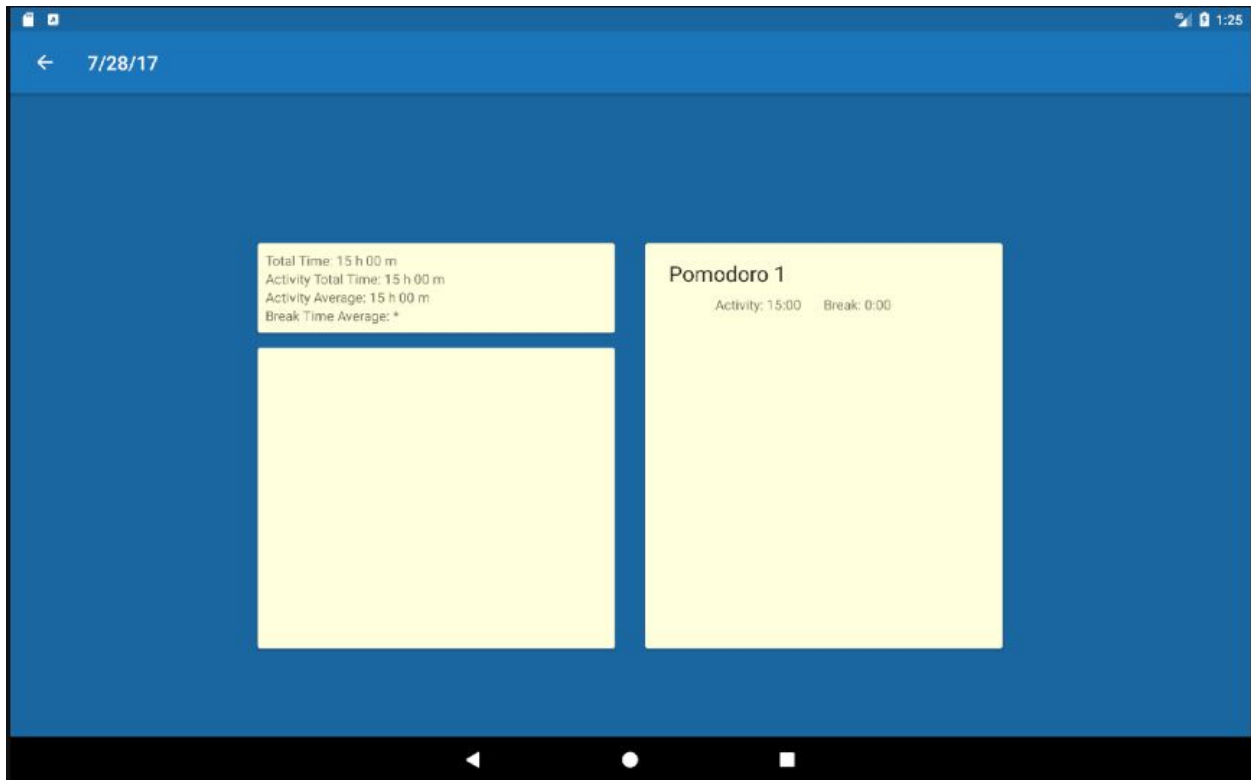 1:25
7/28/17
Total Time: 15 h 00 m
Activity Total Time: 15 h 00 m
Activity Average: 15 h 00 m
Break Time Average: *
Pomodoro 1
Activity: 15:00 Break: 0:00